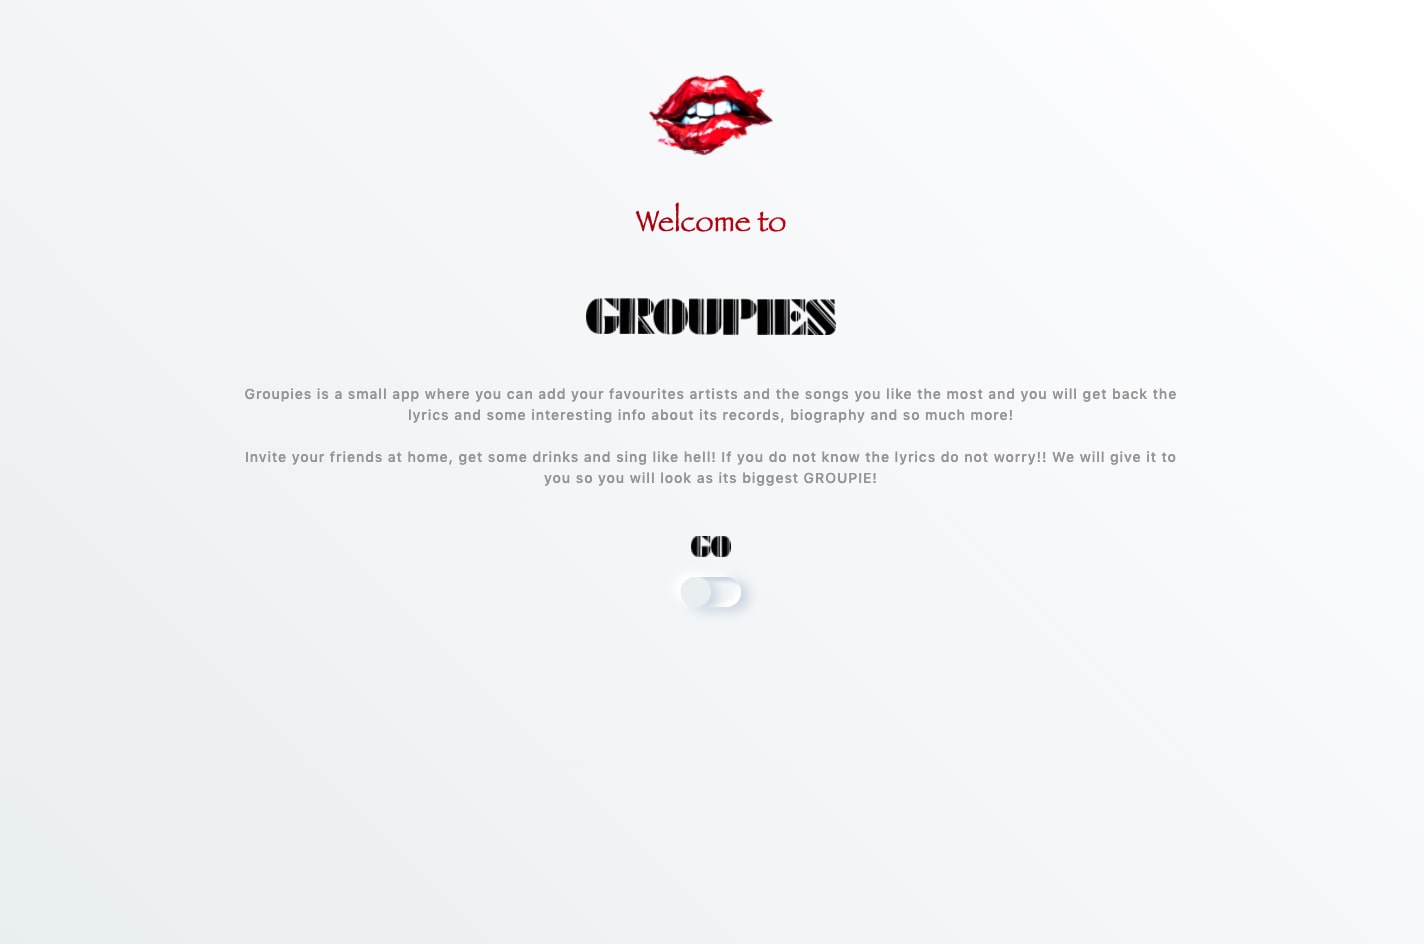 Welcome to
GROUPIES
Groupies is a small app where you can add your favourites artists and the songs you like the most and you will get back the
lyrics and some interesting info about its records, biography and so much more!
Invite your friends at home, get some drinks and sing like hell! If you do not know the lyrics do not worry!! We will give it to
you so you will look as its biggest GROUPIE!
GO